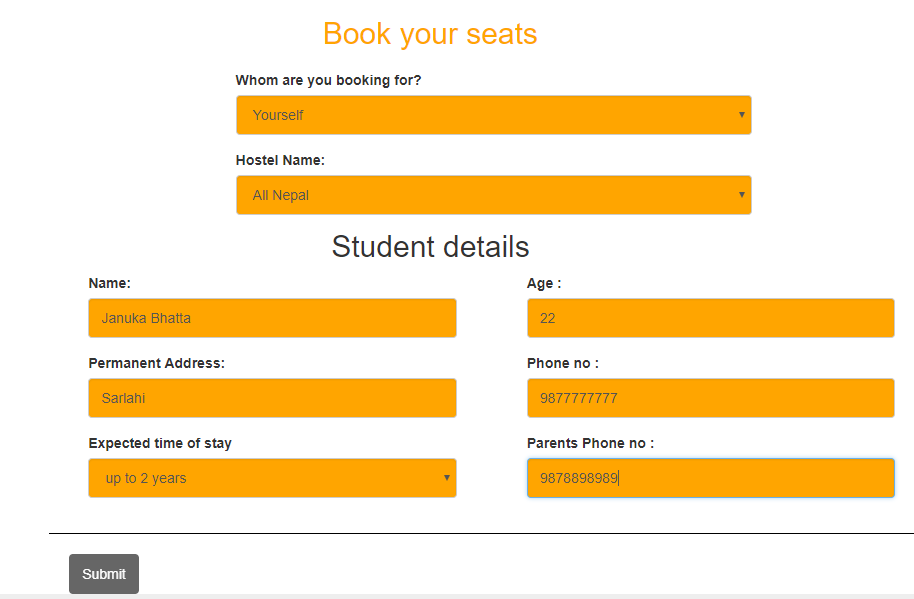 Book your seats
Whom are you booking for?
Yourself
Hostel Name:
All Nepal
Student details
Name:
Januka Bhatta
Age :
22
Permanent Address:
Sarlahi
Phone no :
9877777777
Expected time of stay
up to 2 years
Parents Phone no :
9878898989
Submit